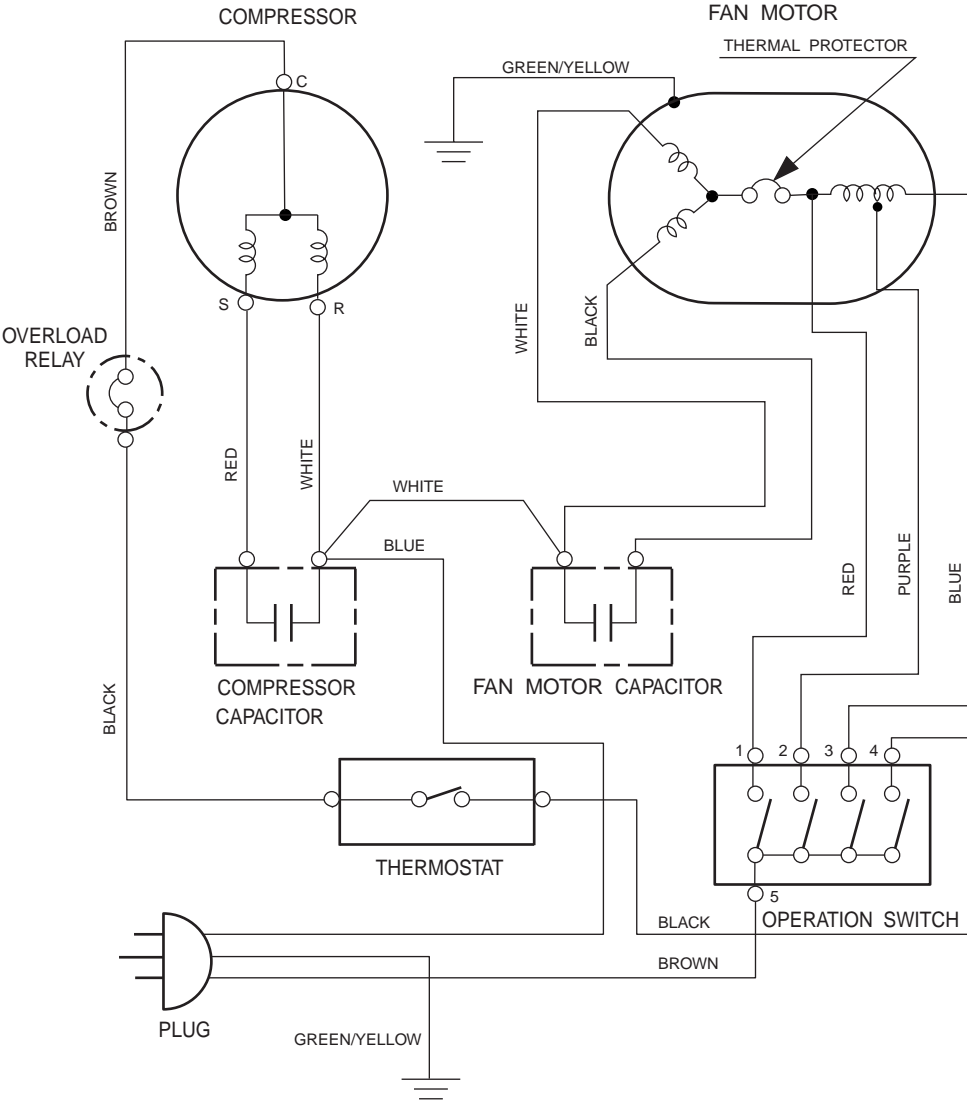 COMPRESSOR
FAN MOTOR
THERMAL PROTECTOR
GREEN/YELLOW
C
BROWN
S
R
WHITE
BLACK
OVERLOAD
RELAY
RED
WHITE
WHITE
BLUE
RED
PURPLE
BLUE
COMPRESSOR
CAPACITOR
FAN MOTOR CAPACITOR
BLACK
1
2
3
4
THERMOSTAT
5
OPERATION SWITCH
BLACK
BROWN
PLUG
GREEN/YELLOW